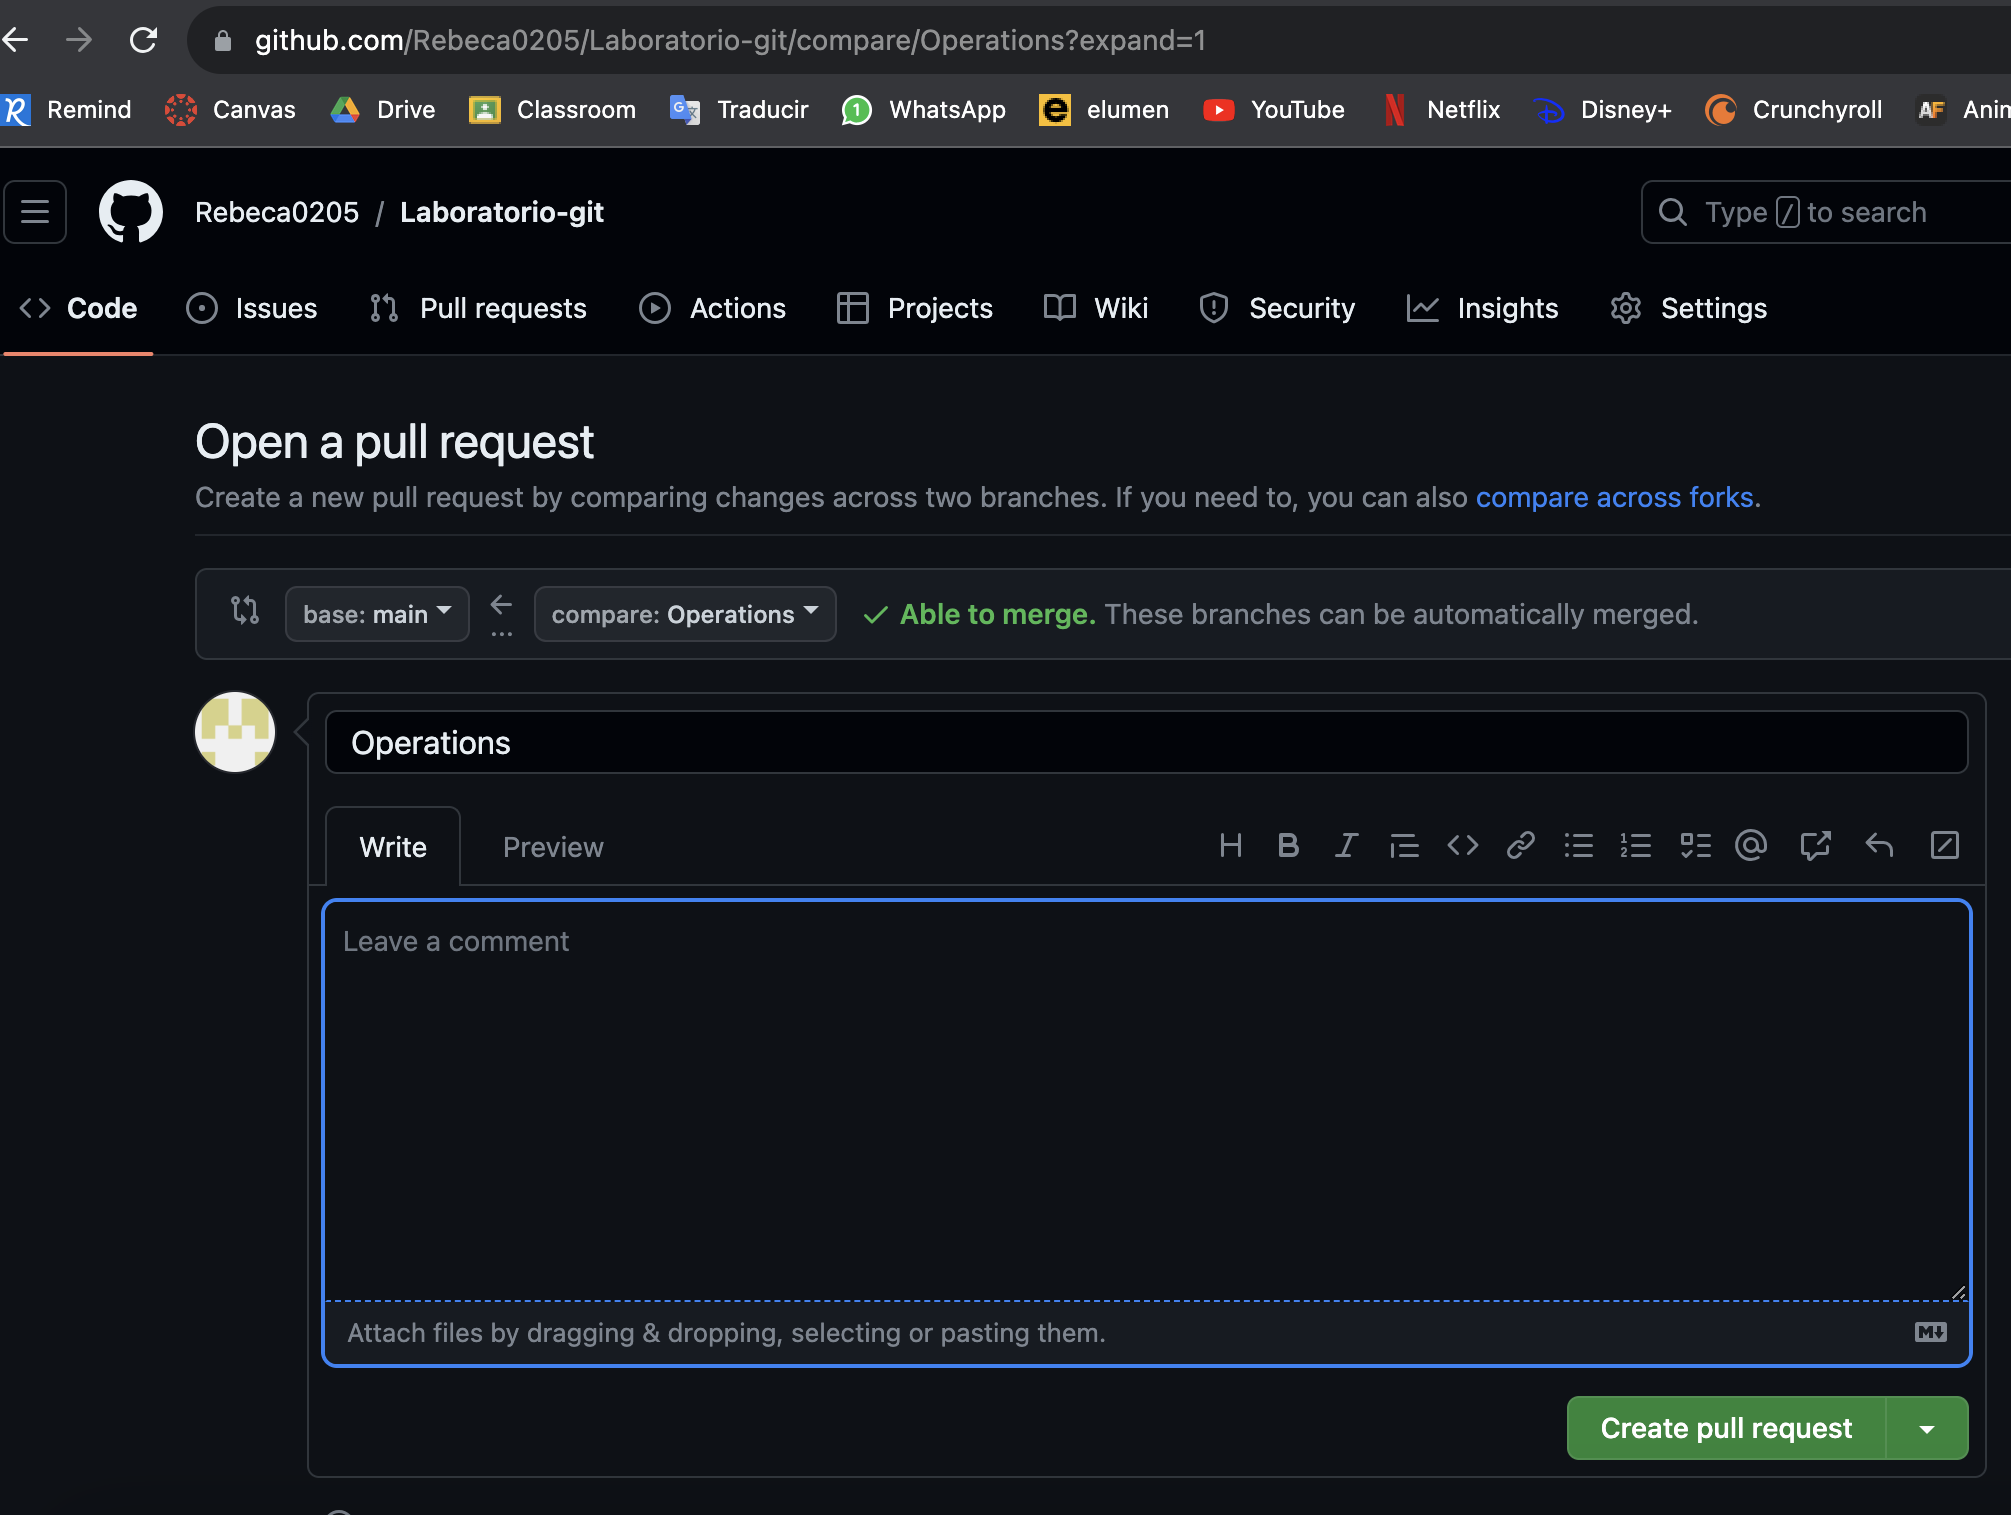 github.com/Rebeca0205/Laboratorio-git/compare/Operations?expand=1
R Remind Canvas Drive Classroom G Traducir 1 WhatsApp e elumen YouTube N Netflix Disney+ Crunchyroll AF Anim
Rebeca0205 / Laboratorio-git Type / to search
Code Issues Pull requests Actions Projects Wiki Security Insights Settings
Open a pull request
Create a new pull request by comparing changes across two branches. If you need to, you can also compare across forks.
base: main ← ... compare: Operations ✓ Able to merge. These branches can be automatically merged.
Operations
Write Preview
Leave a comment
Attach files by dragging & dropping, selecting or pasting them.
Create pull request